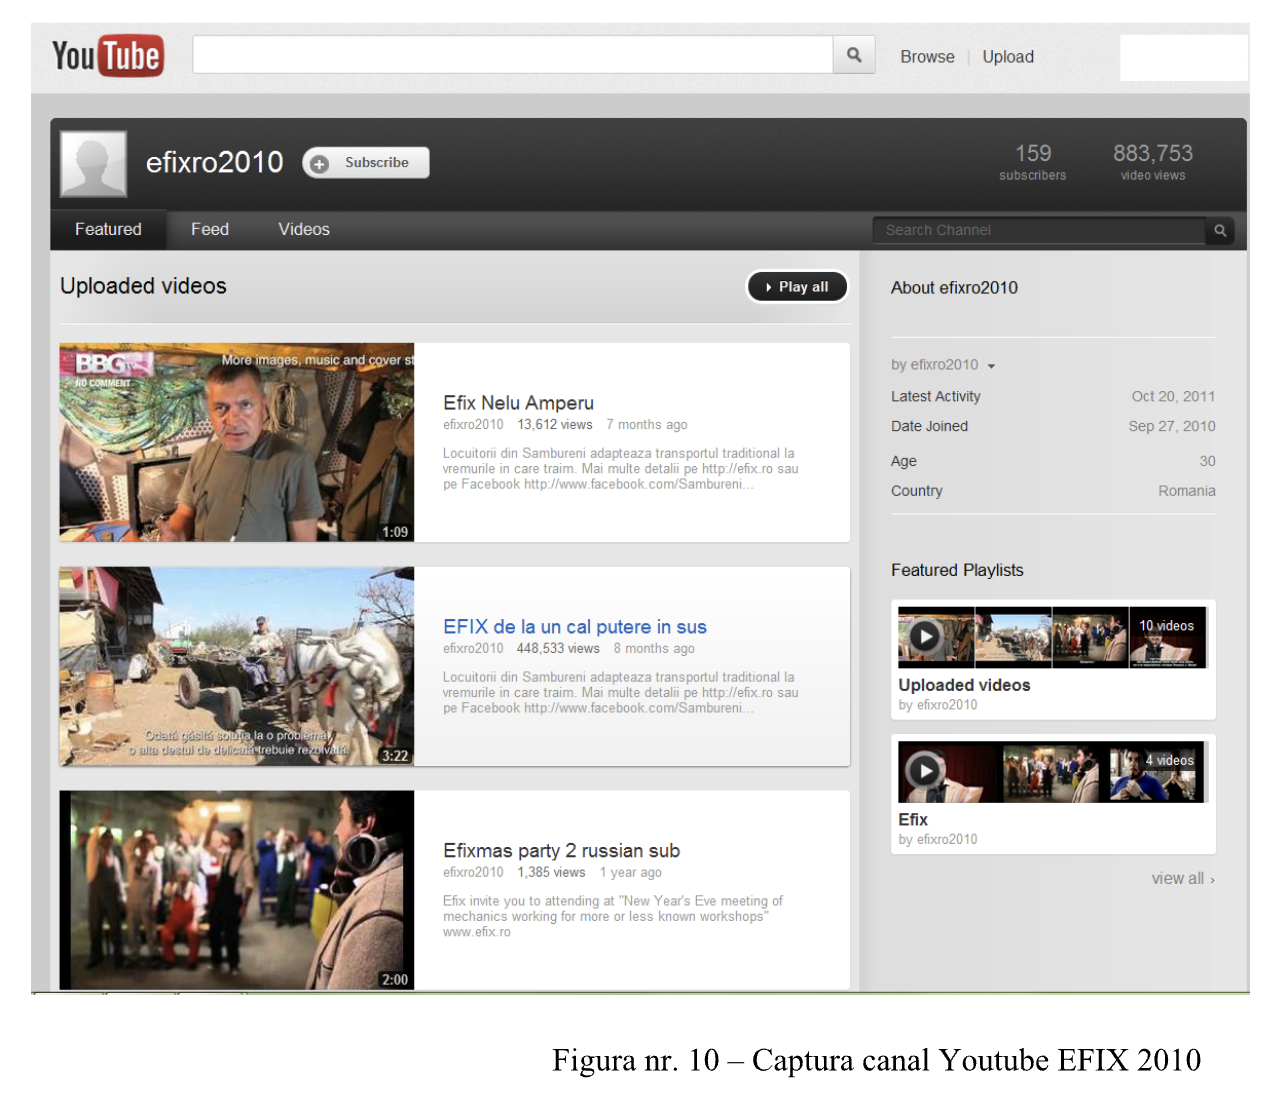 YouTube
Browse | Upload
efixro2010
Subscribe
159
subscribers
883,753
video views
Featured
Feed
Videos
Search Channel
Uploaded videos
Play all
BBG TV
NO COMMENT
More images, music and cover st
1:09
Efix Nelu Amperu
efixro2010 13,612 views 7 months ago
Locuitorii din Sambureni adapteaza transportul traditional la
vremurile in care traim. Mai multe detalii pe http://efix.ro sau
pe Facebook http://www.facebook.com/Sambureni...
Odată găsită soluția la o problemă,
o alta destul de delicată trebuie rezolvată.
3:22
EFIX de la un cal putere in sus
efixro2010 448,533 views 8 months ago
Locuitorii din Sambureni adapteaza transportul traditional la
vremurile in care traim. Mai multe detalii pe http://efix.ro sau
pe Facebook http://www.facebook.com/Sambureni...
2:00
Efixmas party 2 russian sub
efixro2010 1,385 views 1 year ago
Efix invite you to attending at "New Year's Eve meeting of
mechanics working for more or less known workshops"
www.efix.ro
About efixro2010
by efixro2010
Latest Activity Oct 20, 2011
Date Joined Sep 27, 2010
Age 30
Country Romania
Featured Playlists
10 videos
Uploaded videos
by efixro2010
4 videos
Efix
by efixro2010
view all ›
Figura nr. 10 – Captura canal Youtube EFIX 2010